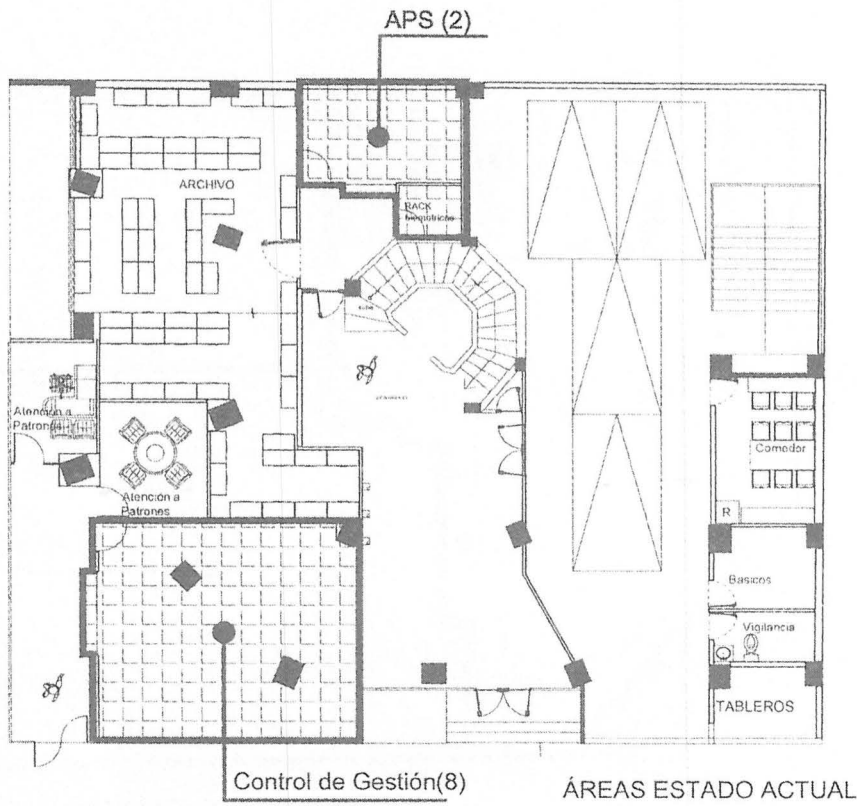 APS (2)
ARCHIVO
RACK
Biometricos
Atención a
Patrones
Atención a
Patrones
Comedor
R
Basicos
Vigilancia
TABLEROS
Control de Gestión(8)
ÁREAS ESTADO ACTUAL